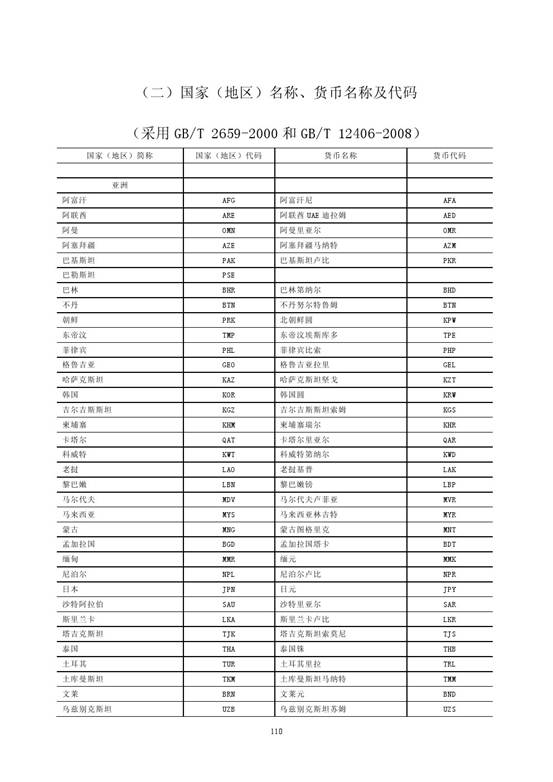 （二）国家（地区）名称、货币名称及代码
（采用 GB/T 2659-2000 和 GB/T 12406-2008）
国家（地区）简称 国家（地区）代码 货币名称 货币代码
亚洲
阿富汗 AFG 阿富汗尼 AFA
阿联酋 ARE 阿联酋 UAE 迪拉姆 AED
阿曼 OMN 阿曼里亚尔 OMR
阿塞拜疆 AZE 阿塞拜疆马纳特 AZM
巴基斯坦 PAK 巴基斯坦卢比 PKR
巴勒斯坦 PSE
巴林 BHR 巴林第纳尔 BHD
不丹 BTN 不丹努尔特鲁姆 BTN
朝鲜 PRK 北朝鲜圆 KPW
东帝汶 TMP 东帝汶埃斯库多 TPE
菲律宾 PHL 菲律宾比索 PHP
格鲁吉亚 GEO 格鲁吉亚拉里 GEL
哈萨克斯坦 KAZ 哈萨克斯坦坚戈 KZT
韩国 KOR 韩国圆 KRW
吉尔吉斯斯坦 KGZ 吉尔吉斯斯坦索姆 KGS
柬埔寨 KHM 柬埔寨瑞尔 KHR
卡塔尔 QAT 卡塔尔里亚尔 QAR
科威特 KWT 科威特第纳尔 KWD
老挝 LAO 老挝基普 LAK
黎巴嫩 LBN 黎巴嫩镑 LBP
马尔代夫 MDV 马尔代夫卢菲亚 MVR
马来西亚 MYS 马来西亚林吉特 MYR
蒙古 MNG 蒙古图格里克 MNT
孟加拉国 BGD 孟加拉国塔卡 BDT
缅甸 MMR 缅元 MMK
尼泊尔 NPL 尼泊尔卢比 NPR
日本 JPN 日元 JPY
沙特阿拉伯 SAU 沙特里亚尔 SAR
斯里兰卡 LKA 斯里兰卡卢比 LKR
塔吉克斯坦 TJK 塔吉克斯坦索莫尼 TJS
泰国 THA 泰国铢 THB
土耳其 TUR 土耳其里拉 TRL
土库曼斯坦 TKM 土库曼斯坦马纳特 TMM
文莱 BRN 文莱元 BND
乌兹别克斯坦 UZB 乌兹别克斯坦苏姆 UZS
110